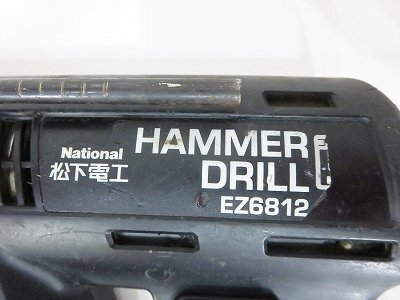 National
松下電工
HAMMER
DRILL
EZ6812